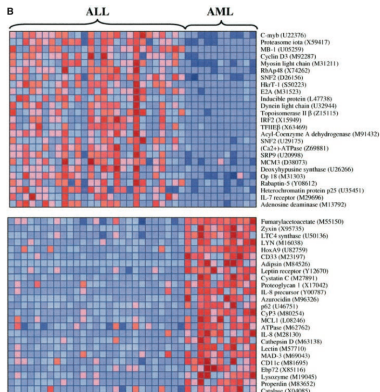 B
ALL
AML
C-myb (U22376)
Proteasome iota (X59417)
MB-1 (U05259)
Cyclin D3 (M92287)
Myosin light chain (M31211)
RbAp48 (X74262)
SNF2 (D26156)
HkrT-1 (S50223)
E2A (M31523)
Inducible protein (L47738)
Dynein light chain (U32944)
Topoisomerase II β (Z15115)
IRF2 (X15949)
TFIIEβ (X63469)
Acyl-Coenzyme A dehydrogenase (M91432)
SNF2 (U29175)
(Ca2+)-ATPase (Z69881)
SRP9 (U20998)
MCM3 (D38073)
Deoxyhypusine synthase (U26266)
Op 18 (M31303)
Rabaptin-5 (Y08612)
Heterochromatin protein p25 (U35451)
IL-7 receptor (M29696)
Adenosine deaminase (M13792)
Fumarylacetoacetate (M55150)
Zyxin (X95735)
LTC4 synthase (U50136)
LYN (M16038)
HoxA9 (U82759)
CD33 (M23197)
Adipsin (M84526)
Leptin receptor (Y12670)
Cystatin C (M27891)
Proteoglycan 1 (X17042)
IL-8 precursor (Y00787)
Azurocidin (M96326)
p62 (U46751)
CyP3 (M80254)
MCL1 (L08246)
ATPase (M62762)
IL-8 (M28130)
Cathepsin D (M63138)
Lectin (M57710)
MAD-3 (M69043)
CD11c (M81695)
Ebp72 (X85116)
Lysozyme (M19045)
Properdin (M83652)
Catalase (X04085)